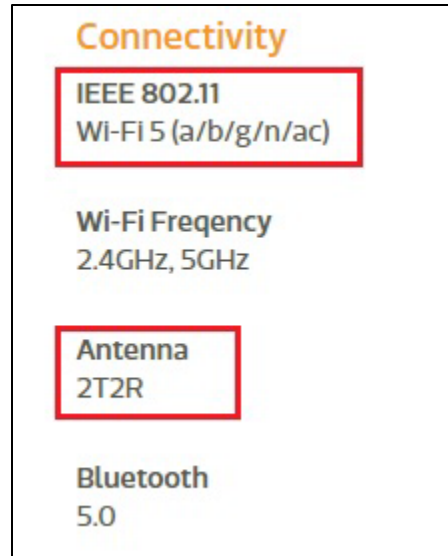 Connectivity
IEEE 802.11
Wi-Fi 5 (a/b/g/n/ac)
Wi-Fi Freqency
2.4GHz, 5GHz
Antenna
2T2R
Bluetooth
5.0